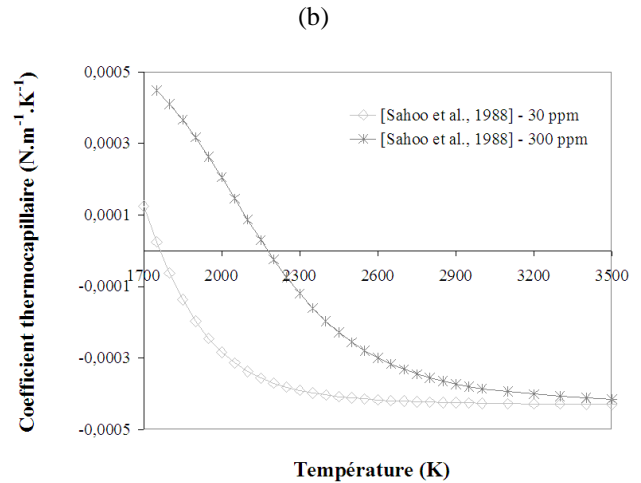 (b)
0,0005
0,0003
0,0001
-0,0001
-0,0003
-0,0005
Coefficient thermocapillaire (N.m⁻¹.K⁻¹)
[Sahoo et al., 1988] - 30 ppm
[Sahoo et al., 1988] - 300 ppm
1700 2000 2300 2600 2900 3200 3500
Température (K)